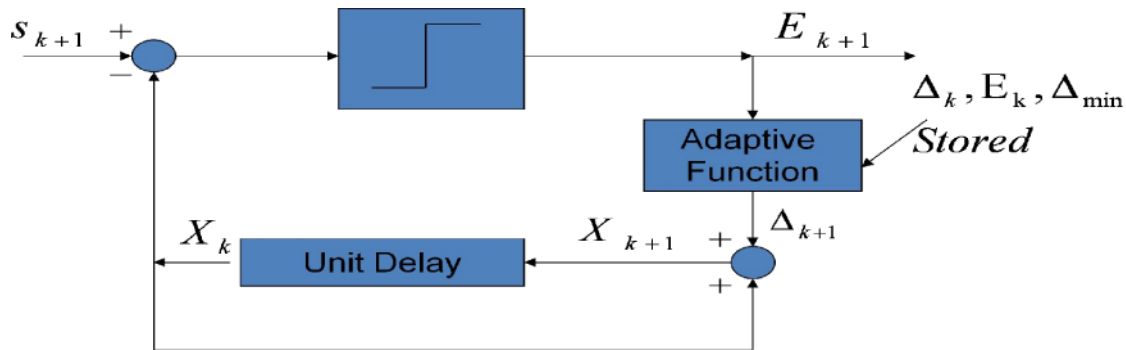 s k+1
+
−
E k+1
Δk , Ek , Δmin
Stored
Adaptive
Function
Δk+1
Xk
Unit Delay
X k+1
+
+